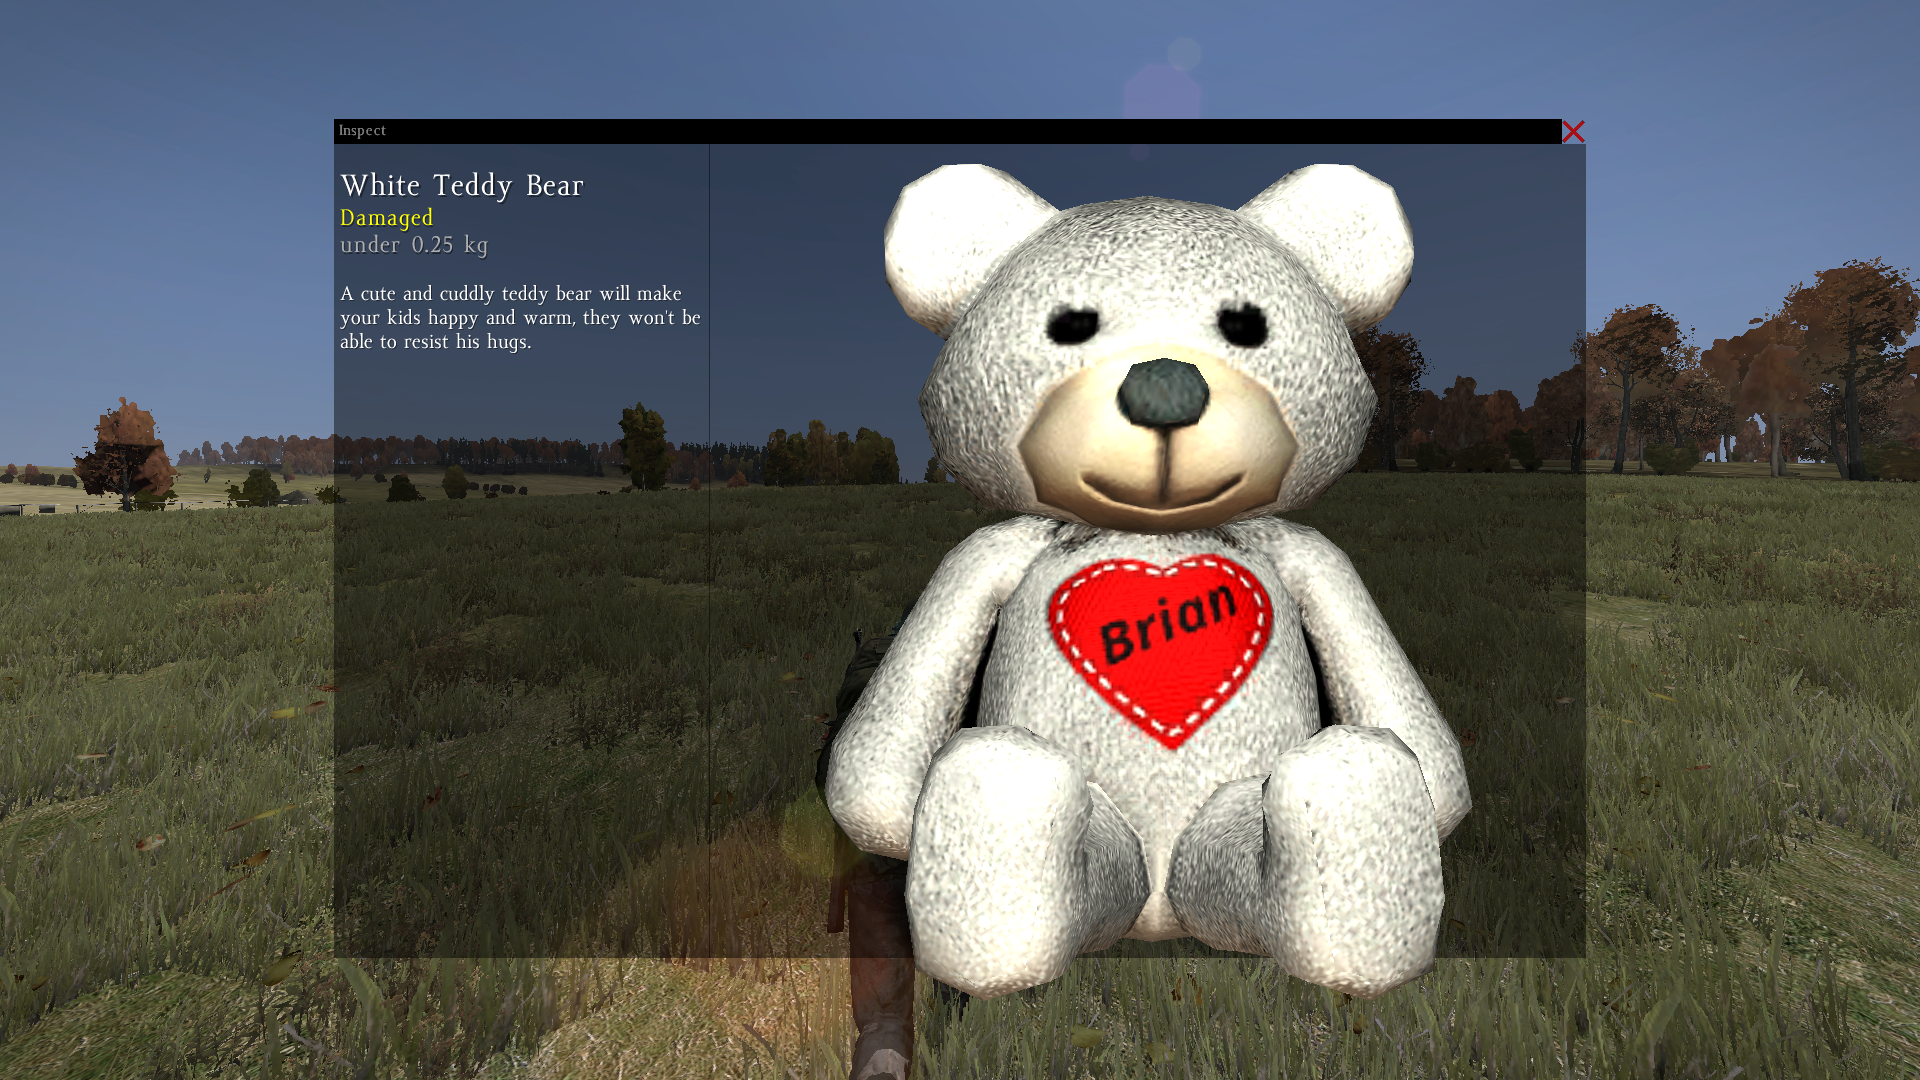 Inspect
White Teddy Bear
Damaged
under 0.25 kg
A cute and cuddly teddy bear will make
your kids happy and warm, they won't be
able to resist his hugs.
Brian